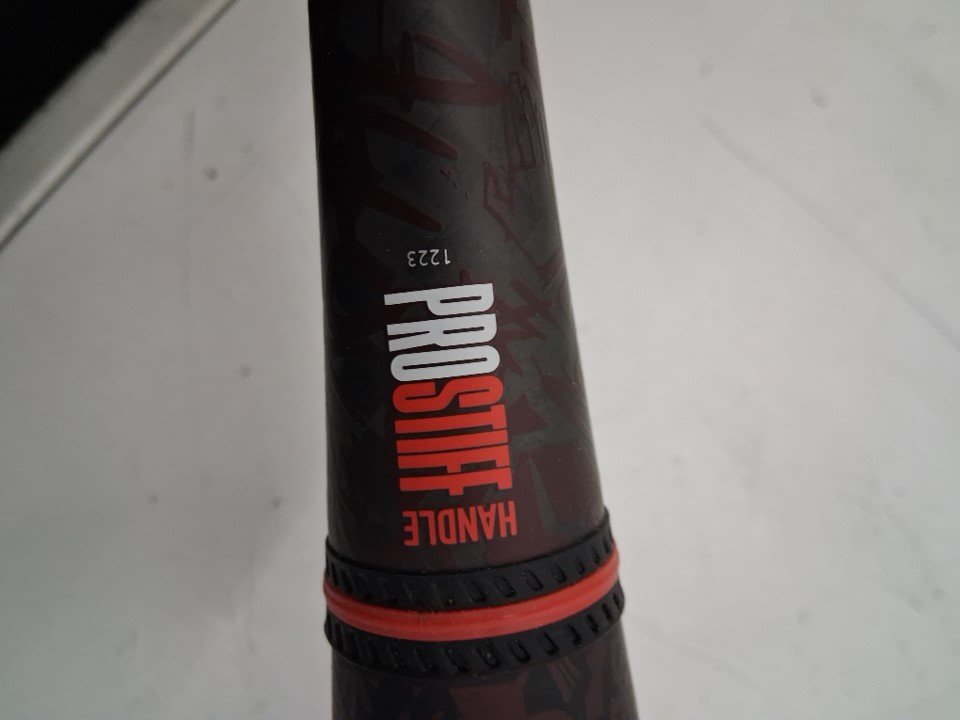 1223
PROSTIFF
HANDLE